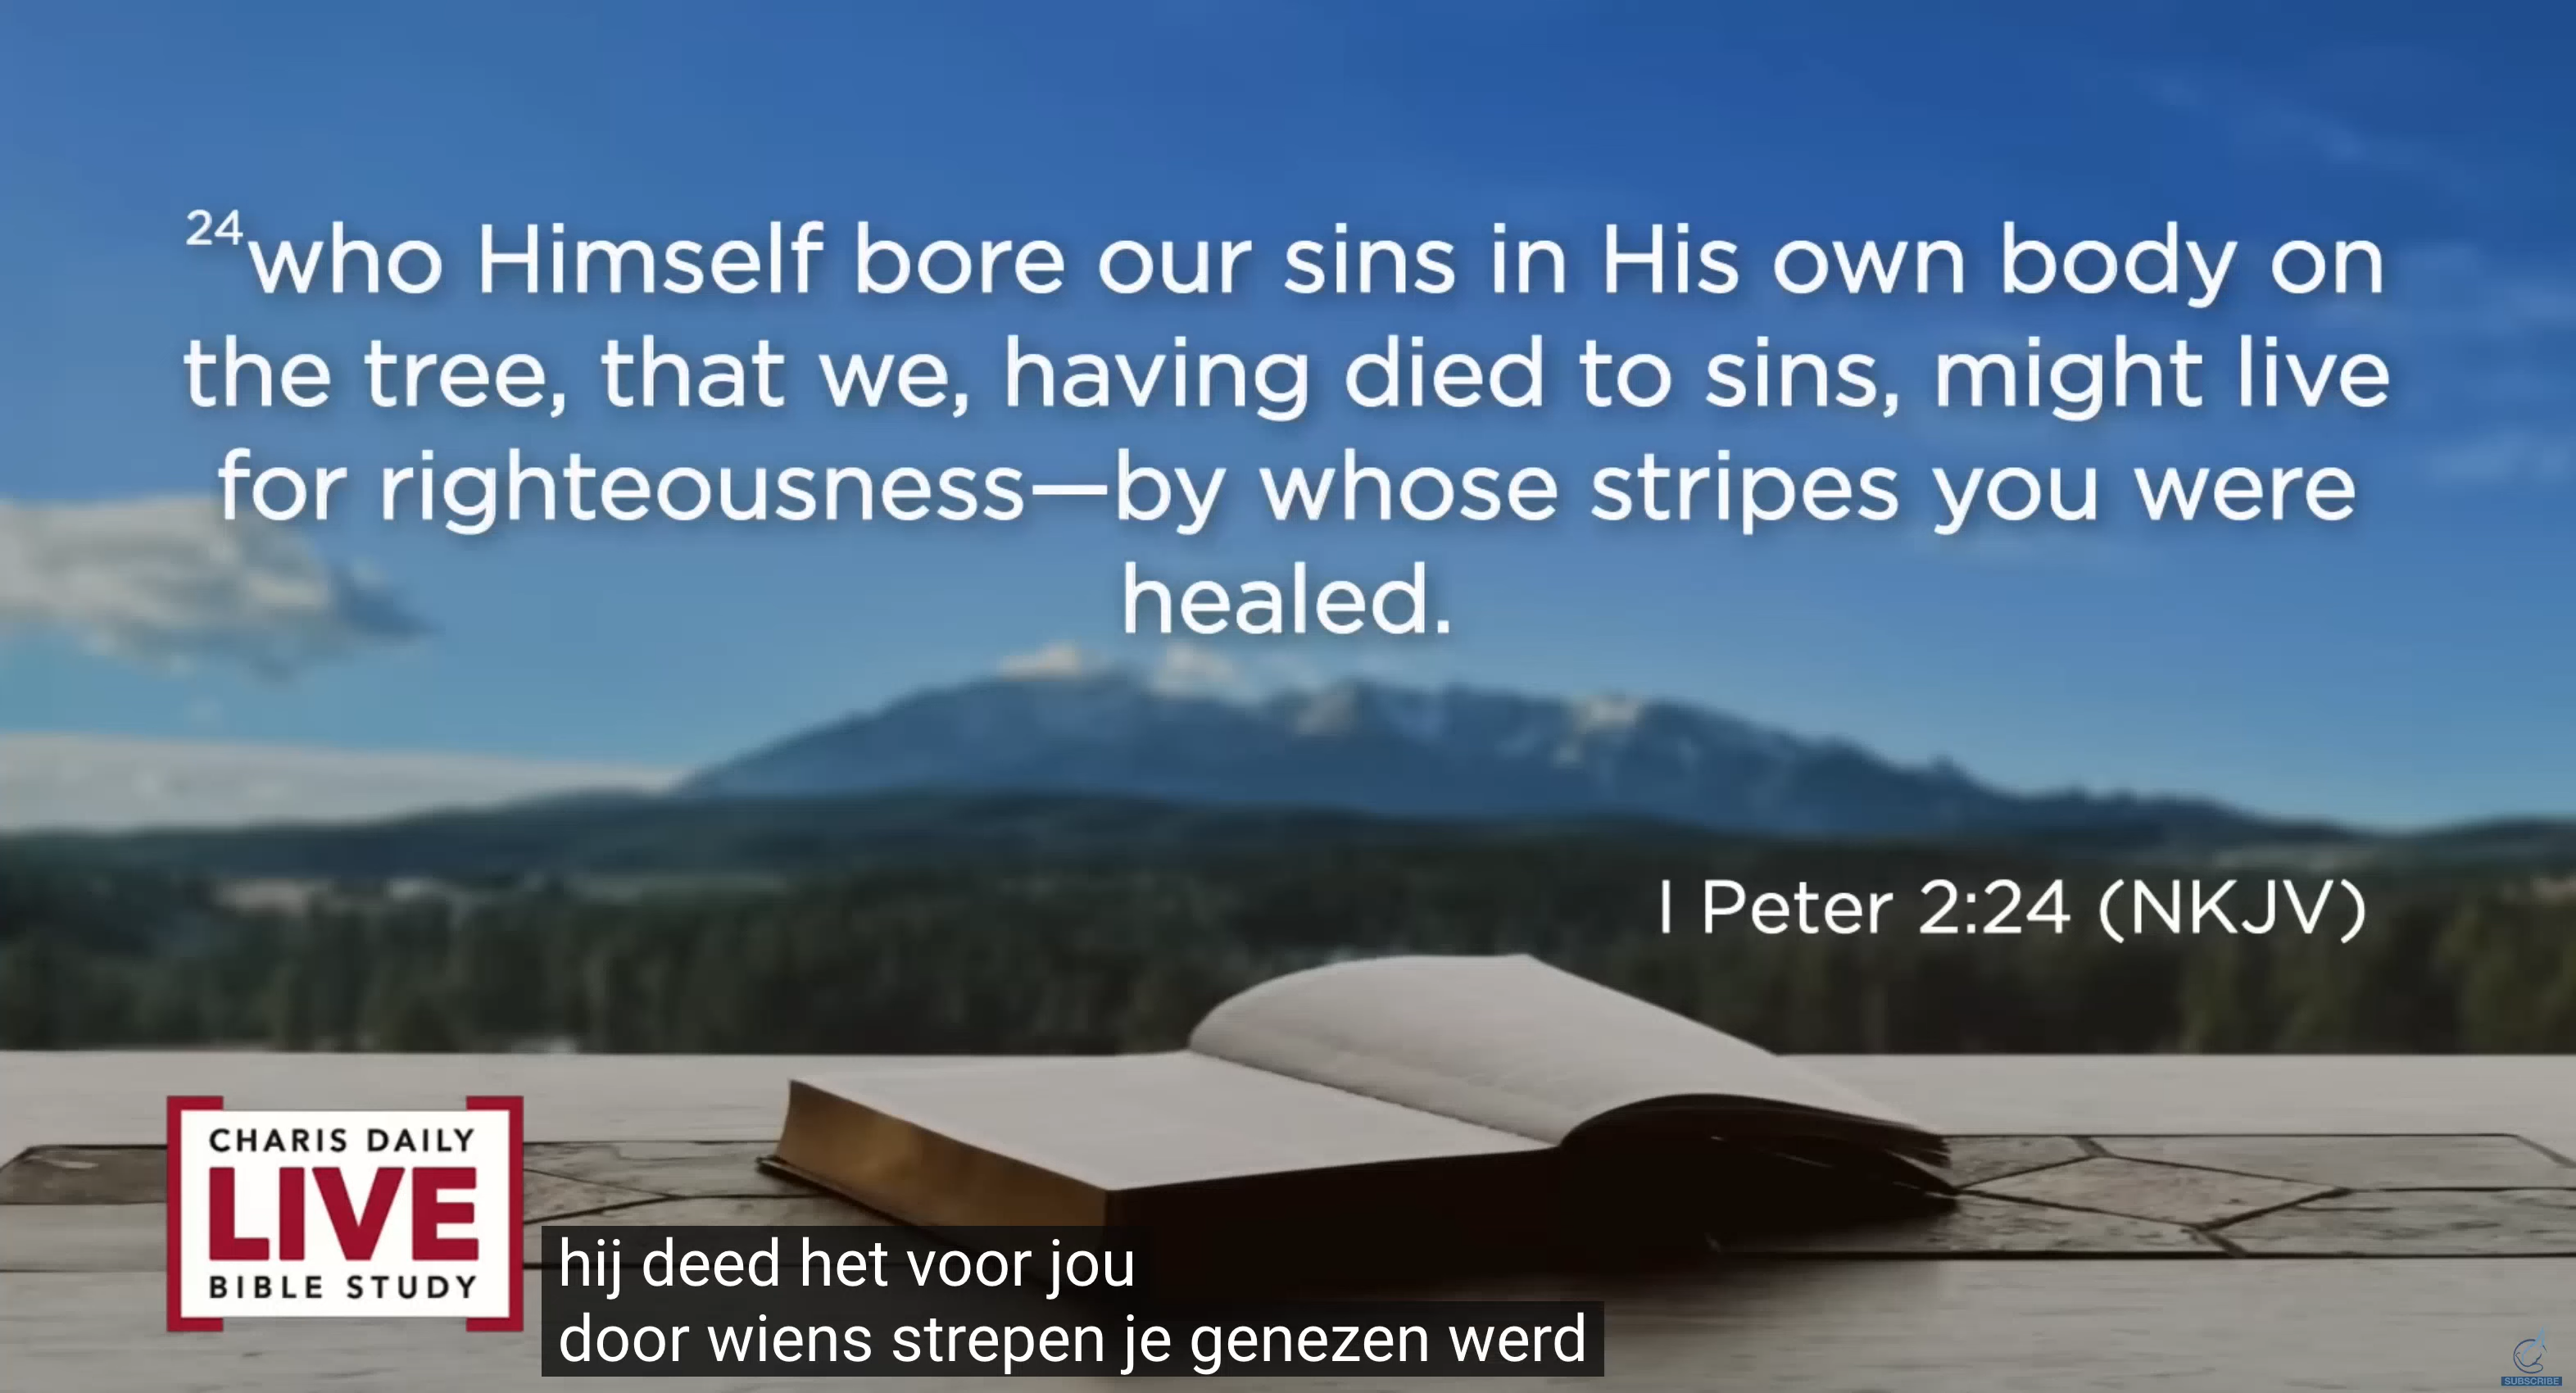 24who Himself bore our sins in His own body on
the tree, that we, having died to sins, might live
for righteousness—by whose stripes you were
healed.
I Peter 2:24 (NKJV)
CHARIS DAILY
LIVE
BIBLE STUDY
hij deed het voor jou
door wiens strepen je genezen werd
SUBSCRIBE